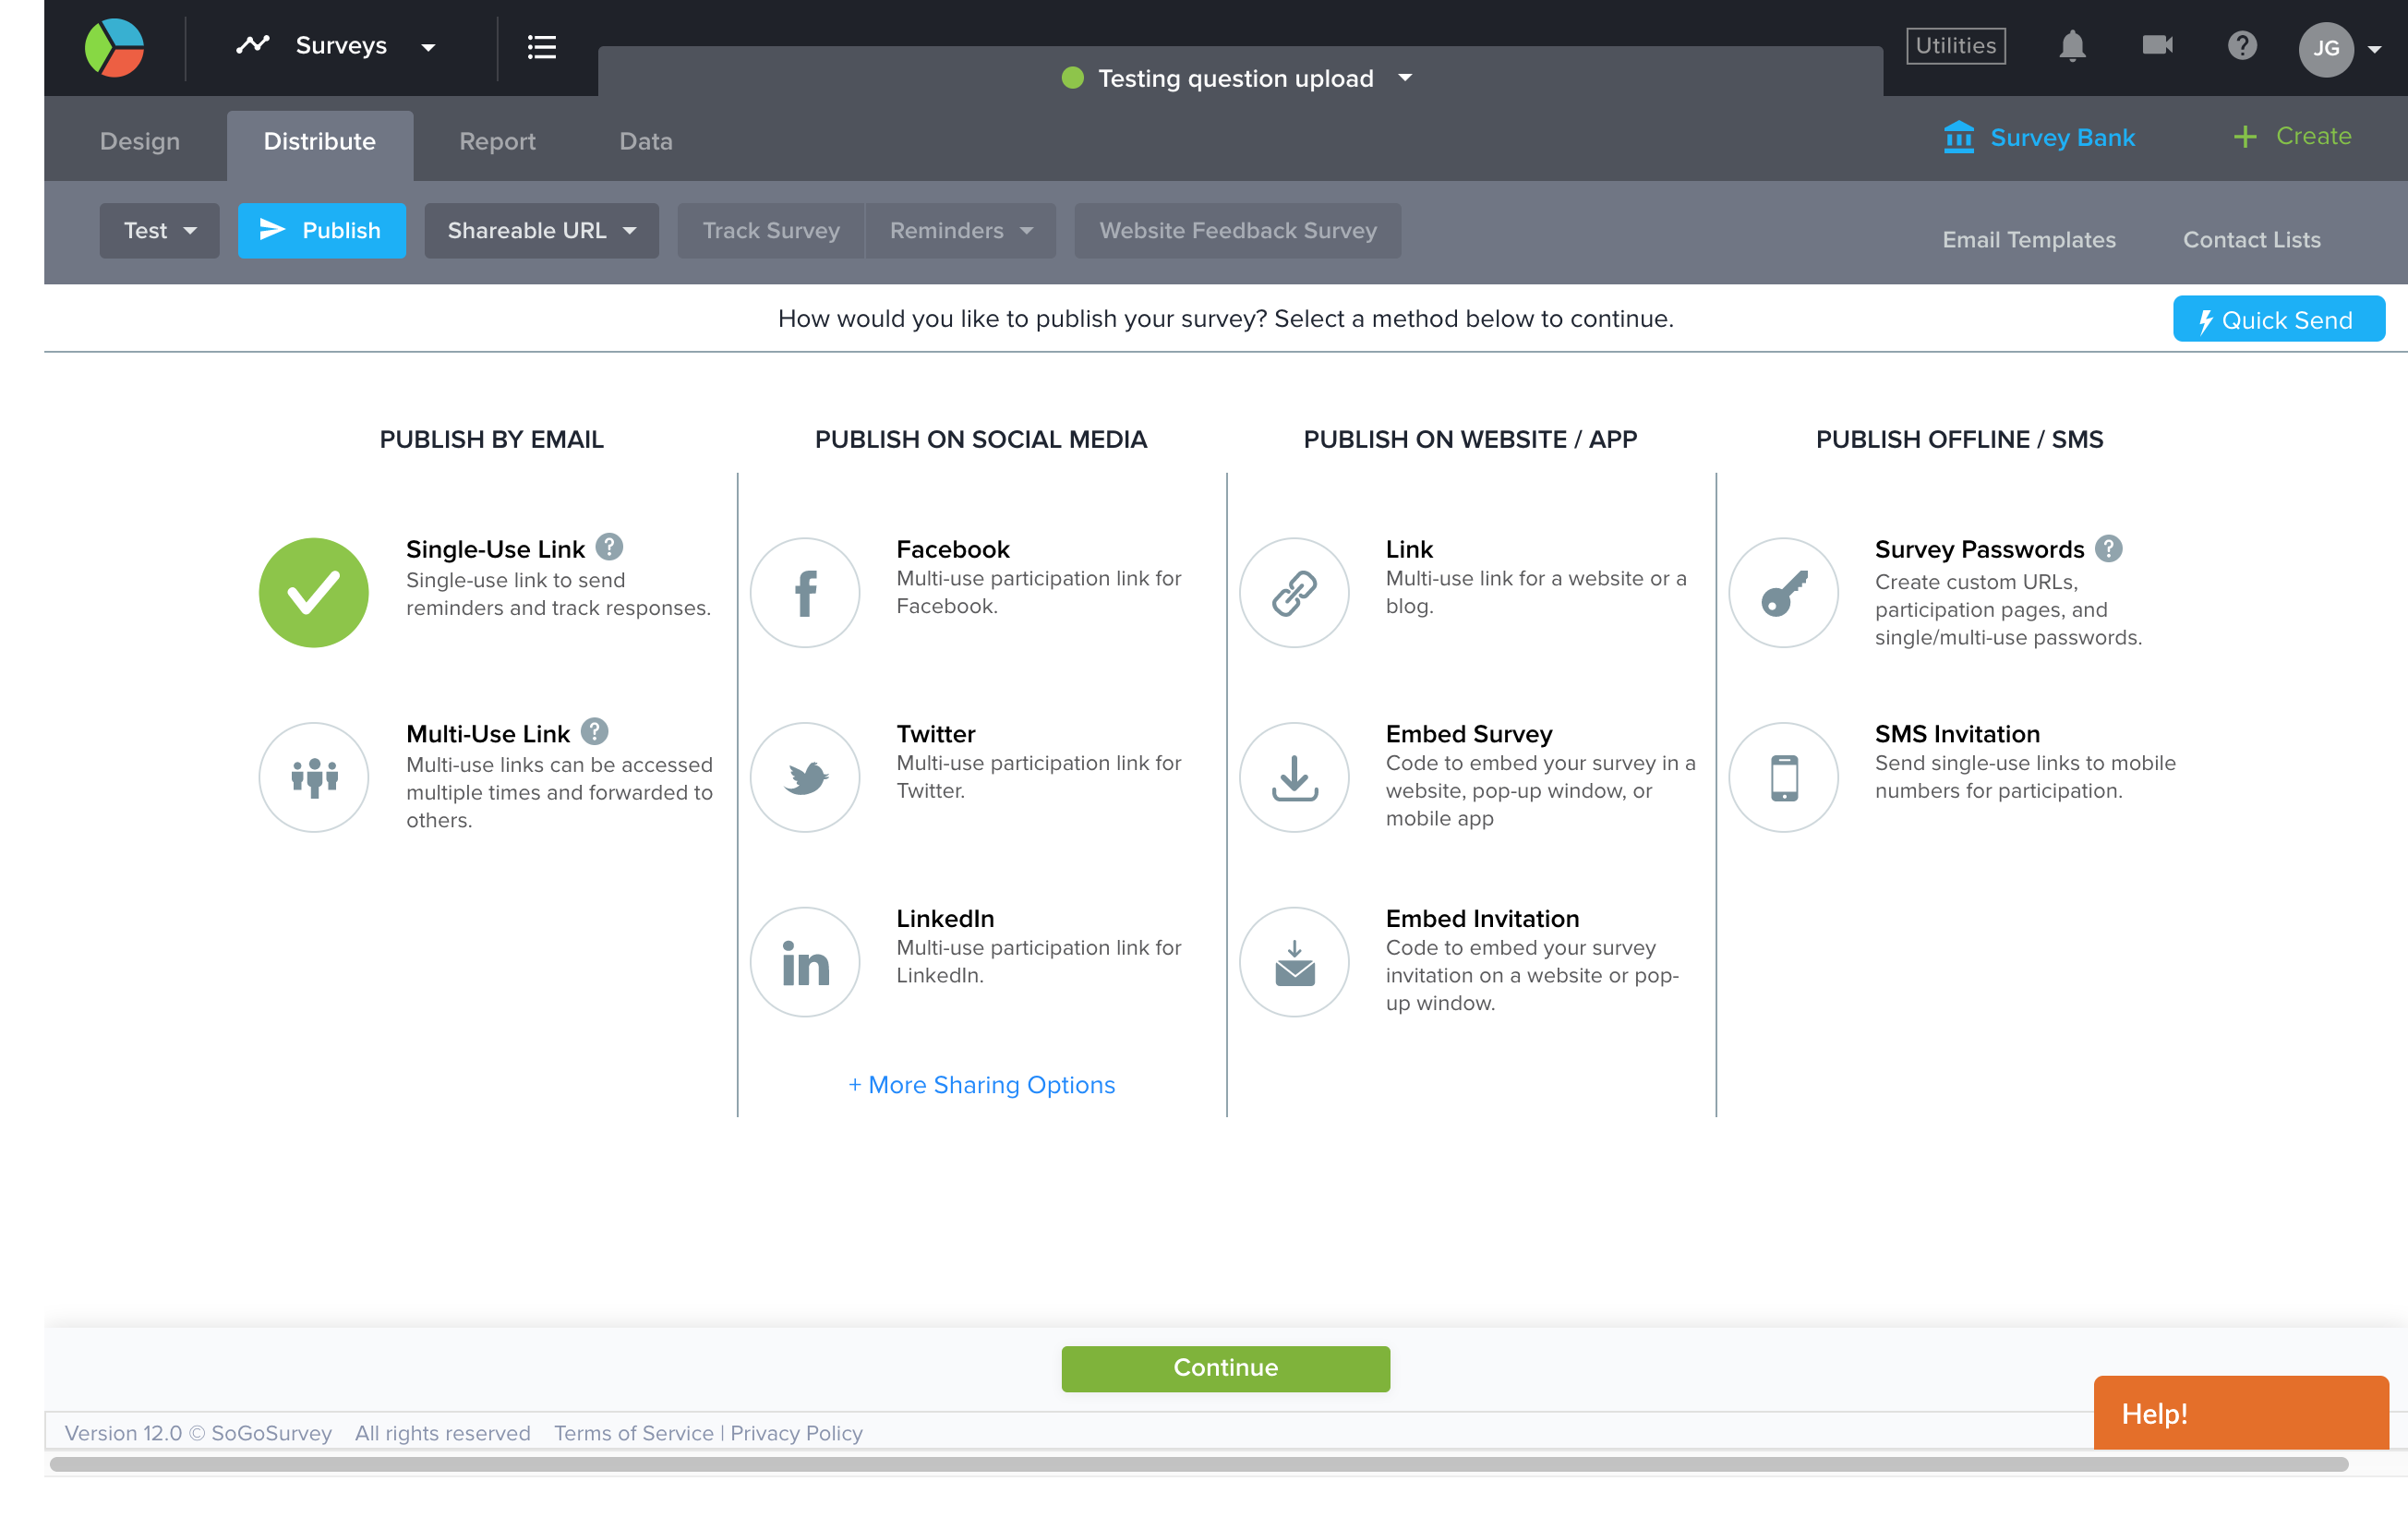 Surveys
Testing question upload
Utilities
?
JG
Design
Distribute
Report
Data
Survey Bank
+ Create
Test
Publish
Shareable URL
Track Survey
Reminders
Website Feedback Survey
Email Templates
Contact Lists
How would you like to publish your survey? Select a method below to continue.
Quick Send
PUBLISH BY EMAIL
Single-Use Link ?
Single-use link to send
reminders and track responses.
Multi-Use Link ?
Multi-use links can be accessed
multiple times and forwarded to
others.
PUBLISH ON SOCIAL MEDIA
f
Facebook
Multi-use participation link for
Facebook.
Twitter
Multi-use participation link for
Twitter.
in
LinkedIn
Multi-use participation link for
LinkedIn.
+ More Sharing Options
PUBLISH ON WEBSITE / APP
Link
Multi-use link for a website or a
blog.
Embed Survey
Code to embed your survey in a
website, pop-up window, or
mobile app
Embed Invitation
Code to embed your survey
invitation on a website or pop-
up window.
PUBLISH OFFLINE / SMS
Survey Passwords ?
Create custom URLs,
participation pages, and
single/multi-use passwords.
SMS Invitation
Send single-use links to mobile
numbers for participation.
Continue
Help!
Version 12.0 © SoGoSurvey All rights reserved Terms of Service | Privacy Policy